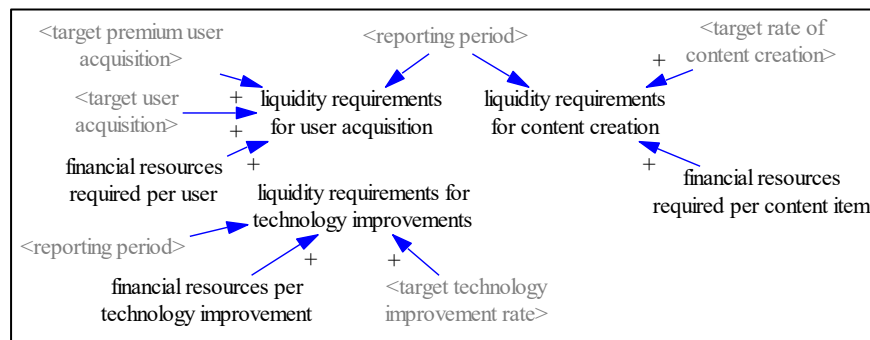 <target premium user
acquisition>
<reporting period>
<target rate of
content creation>
+
<target user
acquisition>
+
+
liquidity requirements
for user acquisition
liquidity requirements
for content creation
financial resources
required per user
+
+
financial resources
required per content item
liquidity requirements for
technology improvements
<reporting period>
+
+
financial resources per
technology improvement
<target technology
improvement rate>